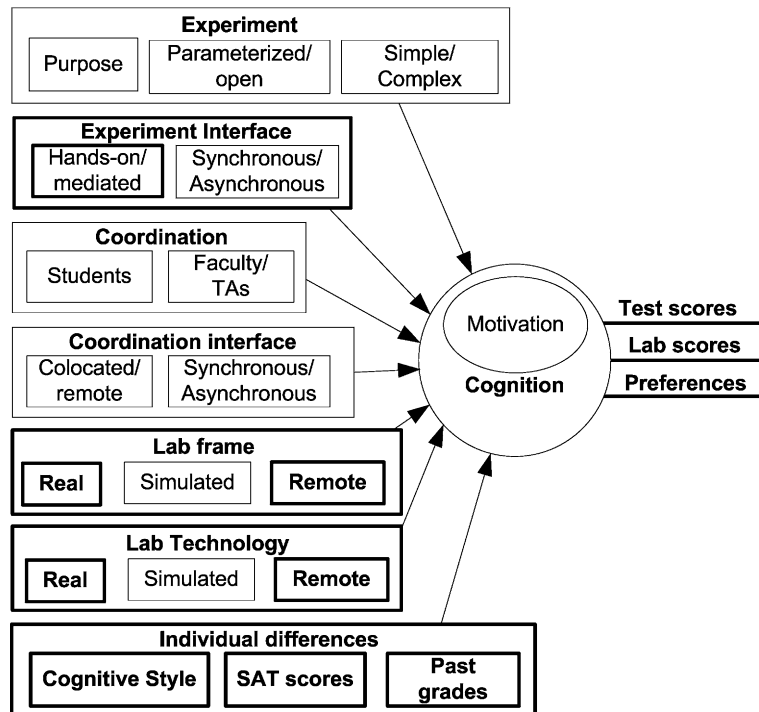 Experiment
Purpose
Parameterized/
open
Simple/
Complex
Experiment Interface
Hands-on/
mediated
Synchronous/
Asynchronous
Coordination
Students
Faculty/
TAs
Coordination interface
Colocated/
remote
Synchronous/
Asynchronous
Lab frame
Real
Simulated
Remote
Lab Technology
Real
Simulated
Remote
Individual differences
Cognitive Style
SAT scores
Past
grades
Motivation
Cognition
Test scores
Lab scores
Preferences